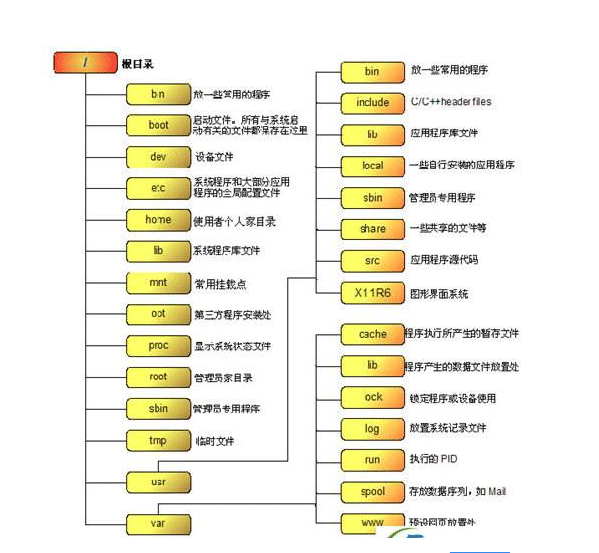 / 根目录
bin 放一些常用的程序
boot 启动文件。所有与系统启
动有关的文件都保存在这里
dev 设备文件
etc 系统程序和大部分应用
程序的全局配置文件
home 使用者个人家目录
lib 系统程序库文件
mnt 常用挂载点
opt 第三方程序安装处
proc 显示系统状态文件
root 管理员家目录
sbin 管理员专用程序
tmp 临时文件
usr
var
bin 放一些常用的程序
include C/C++headerfiles
lib 应用程序库文件
local 一些自行安装的应用程序
sbin 管理员专用程序
share 一些共享的文件等
src 应用程序源代码
X11R6 图形界面系统
cache 程序执行所产生的暂存文件
lib 程序产生的数据文件放置处
ock 锁定程序或设备使用
log 放置系统记录文件
run 执行的 PID
spool 存放数据序列，如 Mail
www 预设网页放置处